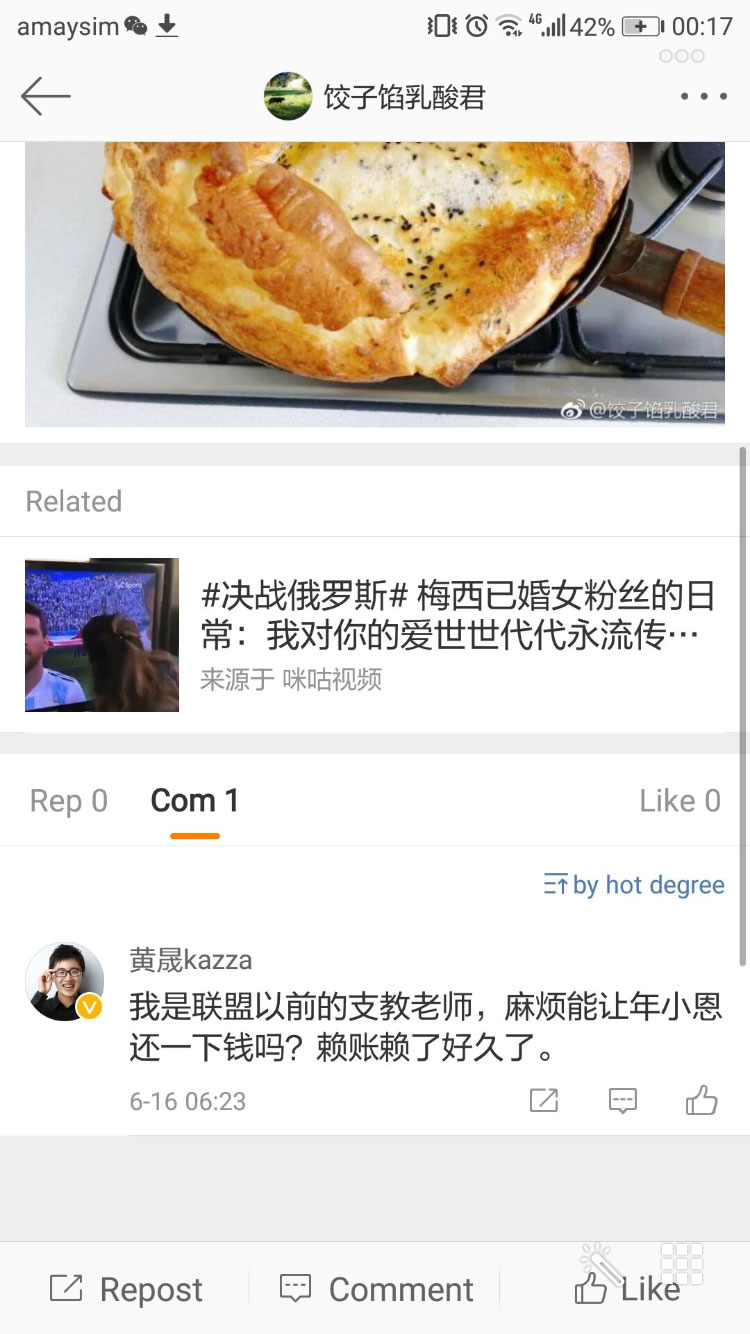 amaysim 4G 42% 00:17
饺子馅乳酸君
@饺子馅乳酸君
Related
#决战俄罗斯# 梅西已婚女粉丝的日
常：我对你的爱世世代代永流传…
来源于 咪咕视频
Rep 0 Com 1 Like 0
by hot degree
黄晟kazza
我是联盟以前的支教老师，麻烦能让年小恩
还一下钱吗？赖账赖了好久了。
6-16 06:23
Repost Comment Like